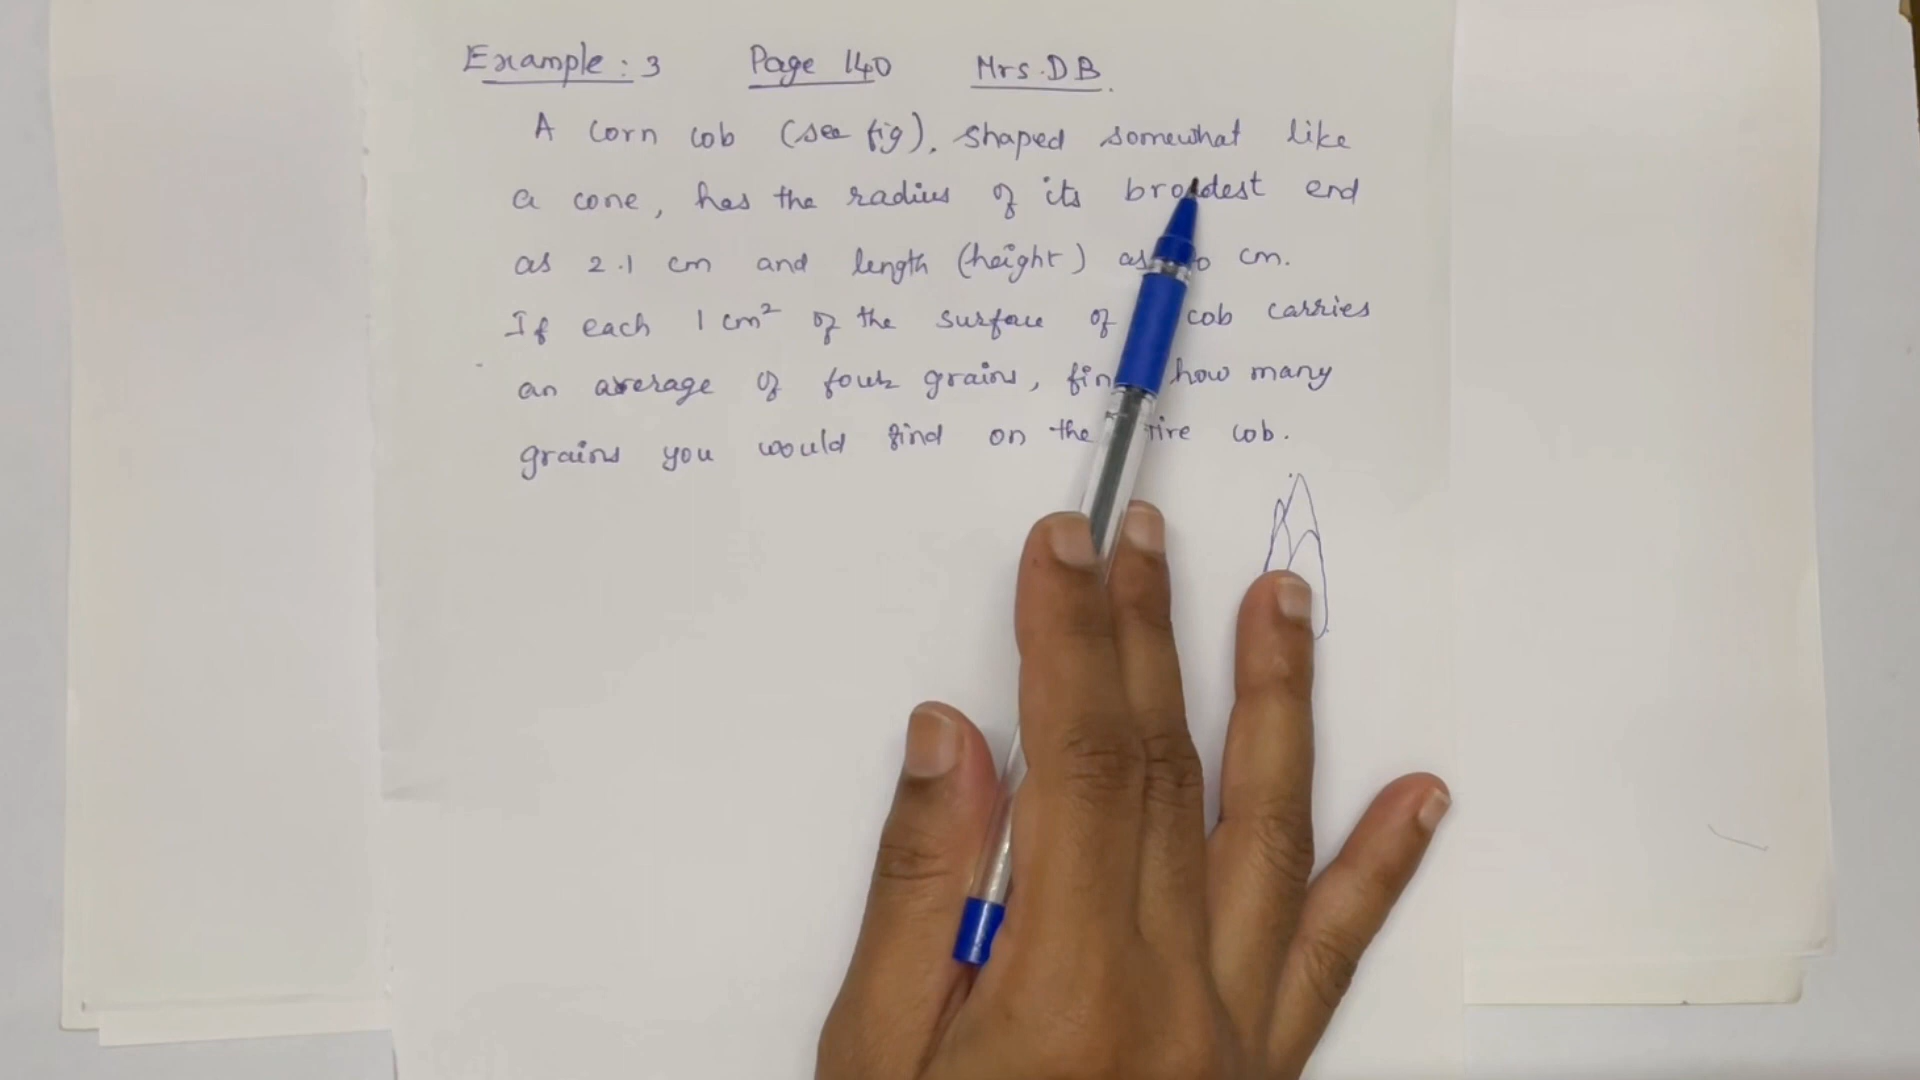 Example : 3 Page 140 Mrs. D B.
A corn cob (see fig), shaped somewhat like
a cone, has the radius of its broadest end
as 2.1 cm and length (height) as cm.
If each 1 cm² of the surface of cob carries
an average of four grains, how many
grains you would find on the cob.